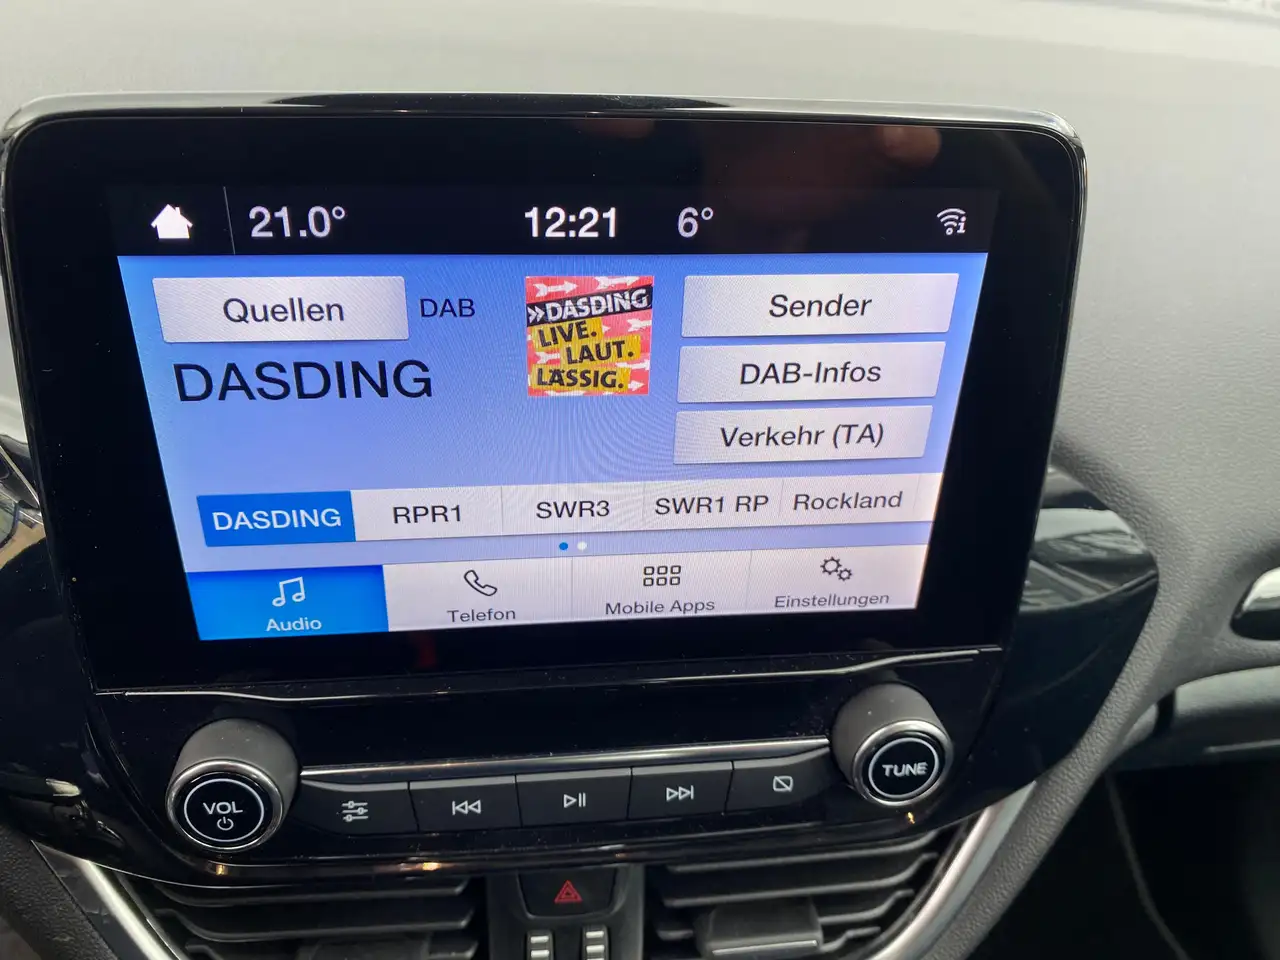 21.0° 12:21 6°
Quellen DAB
DASDING
»DASDING
LIVE.
LAUT.
LÄSSIG.
Sender
DAB-Infos
Verkehr (TA)
DASDING RPR1 SWR3 SWR1 RP Rockland
Audio Telefon Mobile Apps Einstellungen
VOL TUNE